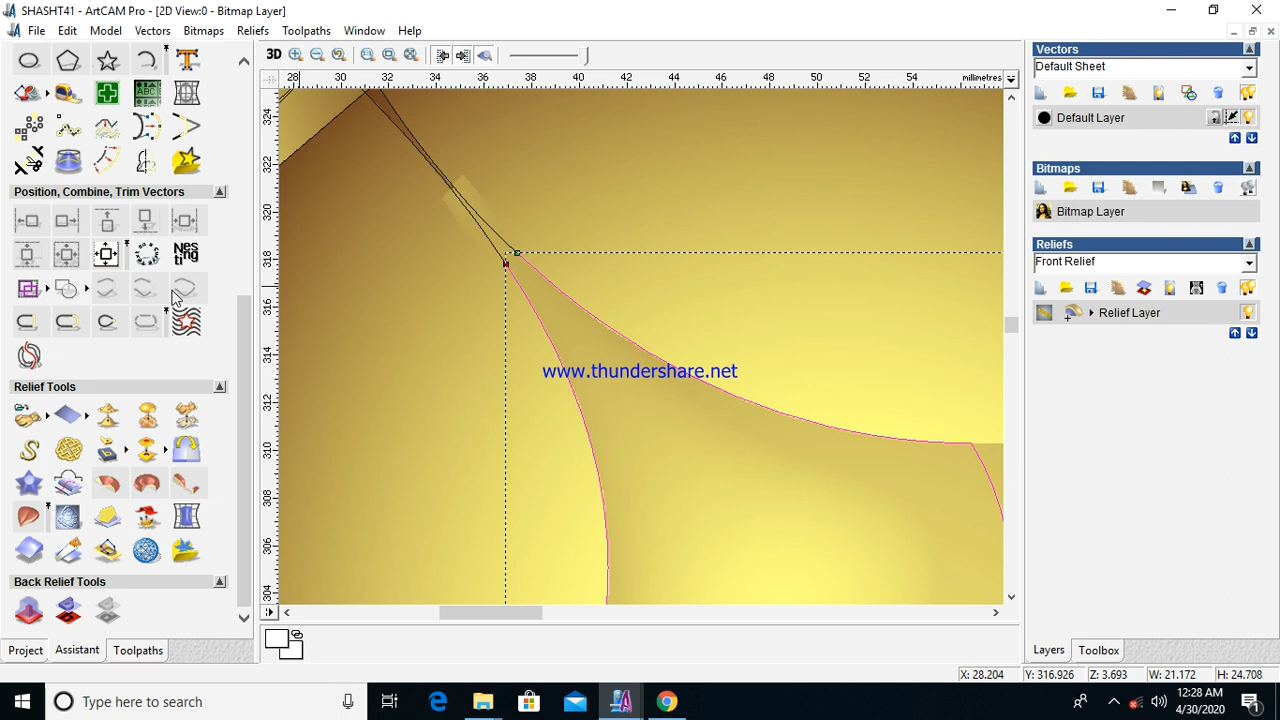 SHASHT41 - ArtCAM Pro - [2D View:0 - Bitmap Layer]
File Edit Model Vectors Bitmaps Reliefs Toolpaths Window Help
3D
28 30 32 34 36 38 40 42 44 46 48 50 52 54 millimetres
Position, Combine, Trim Vectors
Nes
ting
Relief Tools
Back Relief Tools
Project Assistant Toolpaths
324
322
320
318
316
314
312
310
308
306
304
www.thundershare.net
Vectors
Default Sheet
Default Layer
Bitmaps
Bitmap Layer
Reliefs
Front Relief
Relief Layer
Layers Toolbox
X: 28.204 Y: 316.926 Z: 3.693 W: 21.172 H: 24.708
Type here to search
12:28 AM
4/30/2020
1